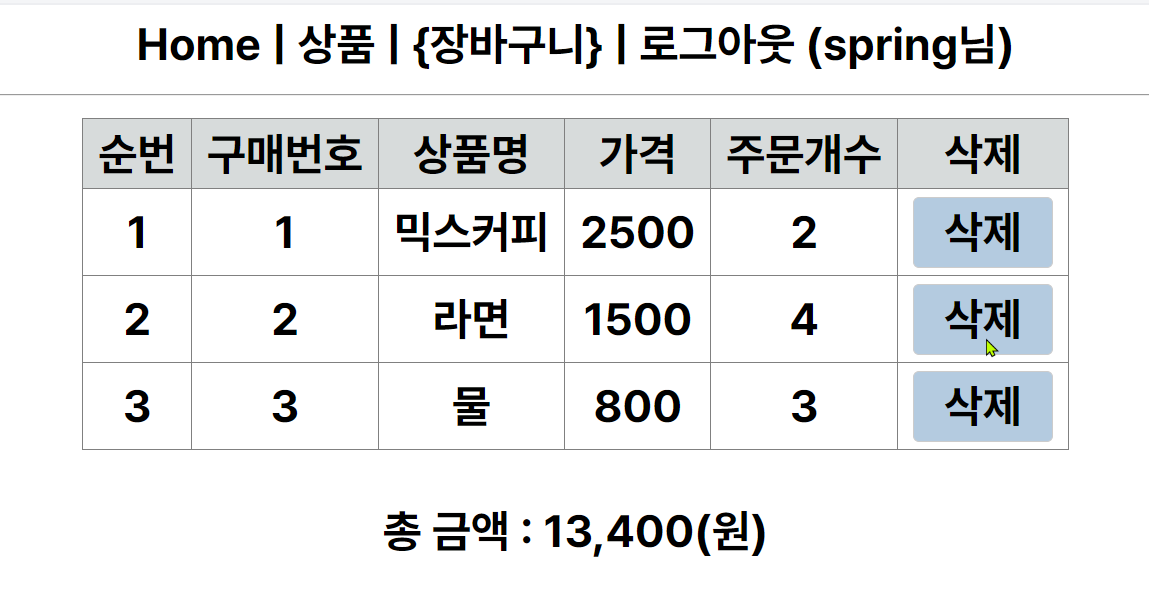 Home | 상품 | {장바구니} | 로그아웃 (spring님)
순번 구매번호 상품명 가격 주문개수 삭제
1 1 믹스커피 2500 2 삭제
2 2 라면 1500 4 삭제
3 3 물 800 3 삭제
총 금액 : 13,400(원)